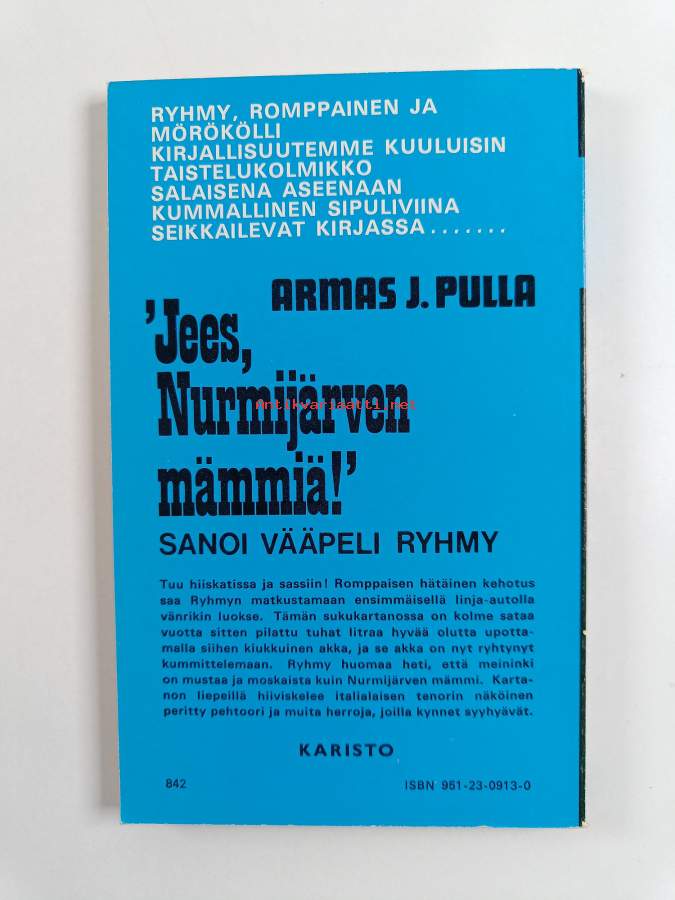 RYHMY, ROMPPAINEN JA
MÖRÖKÖLLI
KIRJALLISUUTEMME KUULUISIN
TAISTELUKOLMIKKO
SALAISENA ASEENAAN
KUMMALLINEN SIPULIVIINA
SEIKKAILEVAT KIRJASSA.......
ARMAS J. PULLA
'Jees,
Nurmijärven
antikvariaatti.net
mämmiä!'
SANOI VÄÄPELI RYHMY
Tuu hiiskatissa ja sassiin! Romppaisen hätäinen kehotus
saa Ryhmyn matkustamaan ensimmäisellä linja-autolla
vänrikin luokse. Tämän sukukartanossa on kolme sataa
vuotta sitten pilattu tuhat litraa hyvää olutta upotta-
malla siihen kiukkuinen akka, ja se akka on nyt ryhtynyt
kummittelemaan. Ryhmy huomaa heti, että meininki
on mustaa ja moskaista kuin Nurmijärven mämmi. Karta-
non liepeillä hiiviskelee italialaisen tenorin näköinen
peritty pehtoori ja muita herroja, joilla kynnet syyhyävät.
KARISTO
842
ISBN 951-23-0913-0